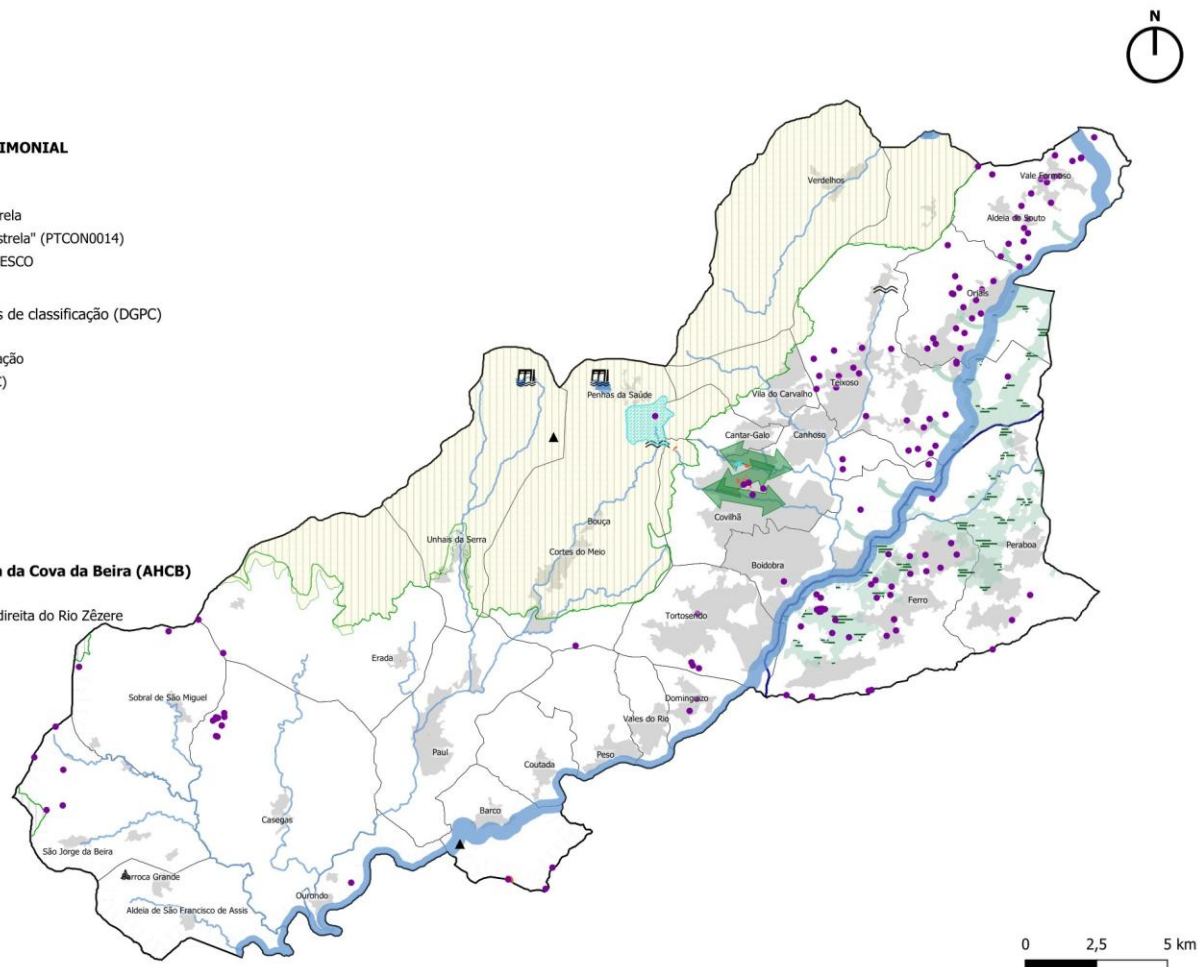 N
IMONIAL
rela
strela" (PTCON0014)
ESCO
s de classificação (DGPC)
ação
C)
a da Cova da Beira (AHCB)
direita do Rio Zêzere
Verdelhos
Vale Formoso
Aldeia do Souto
Orjais
Penhas da Saúde
Vila do Carvalho
Teixoso
Cantar-Galo
Canhoso
Covilhã
Bouça
Unhais da Serra
Cortes do Meio
Boidobra
Peraboa
Ferro
Tortosendo
Erada
Sobral de São Miguel
Dominguizo
Vales do Rio
Paul
Peso
Coutada
Barco
Casegas
São Jorge da Beira
Barroca Grande
Ourondo
Aldeia de São Francisco de Assis
0 2,5 5 km